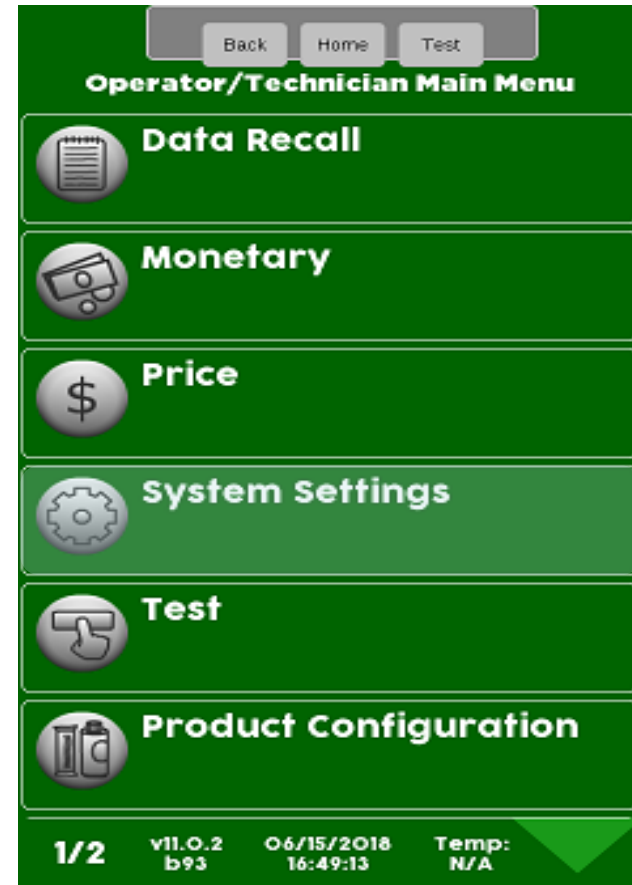 Back Home Test
Operator/Technician Main Menu
Data Recall
Monetary
$
Price
System Settings
Test
Product Configuration
1/2 v11.0.2 06/15/2018 Temp:
b93 16:49:13 N/A